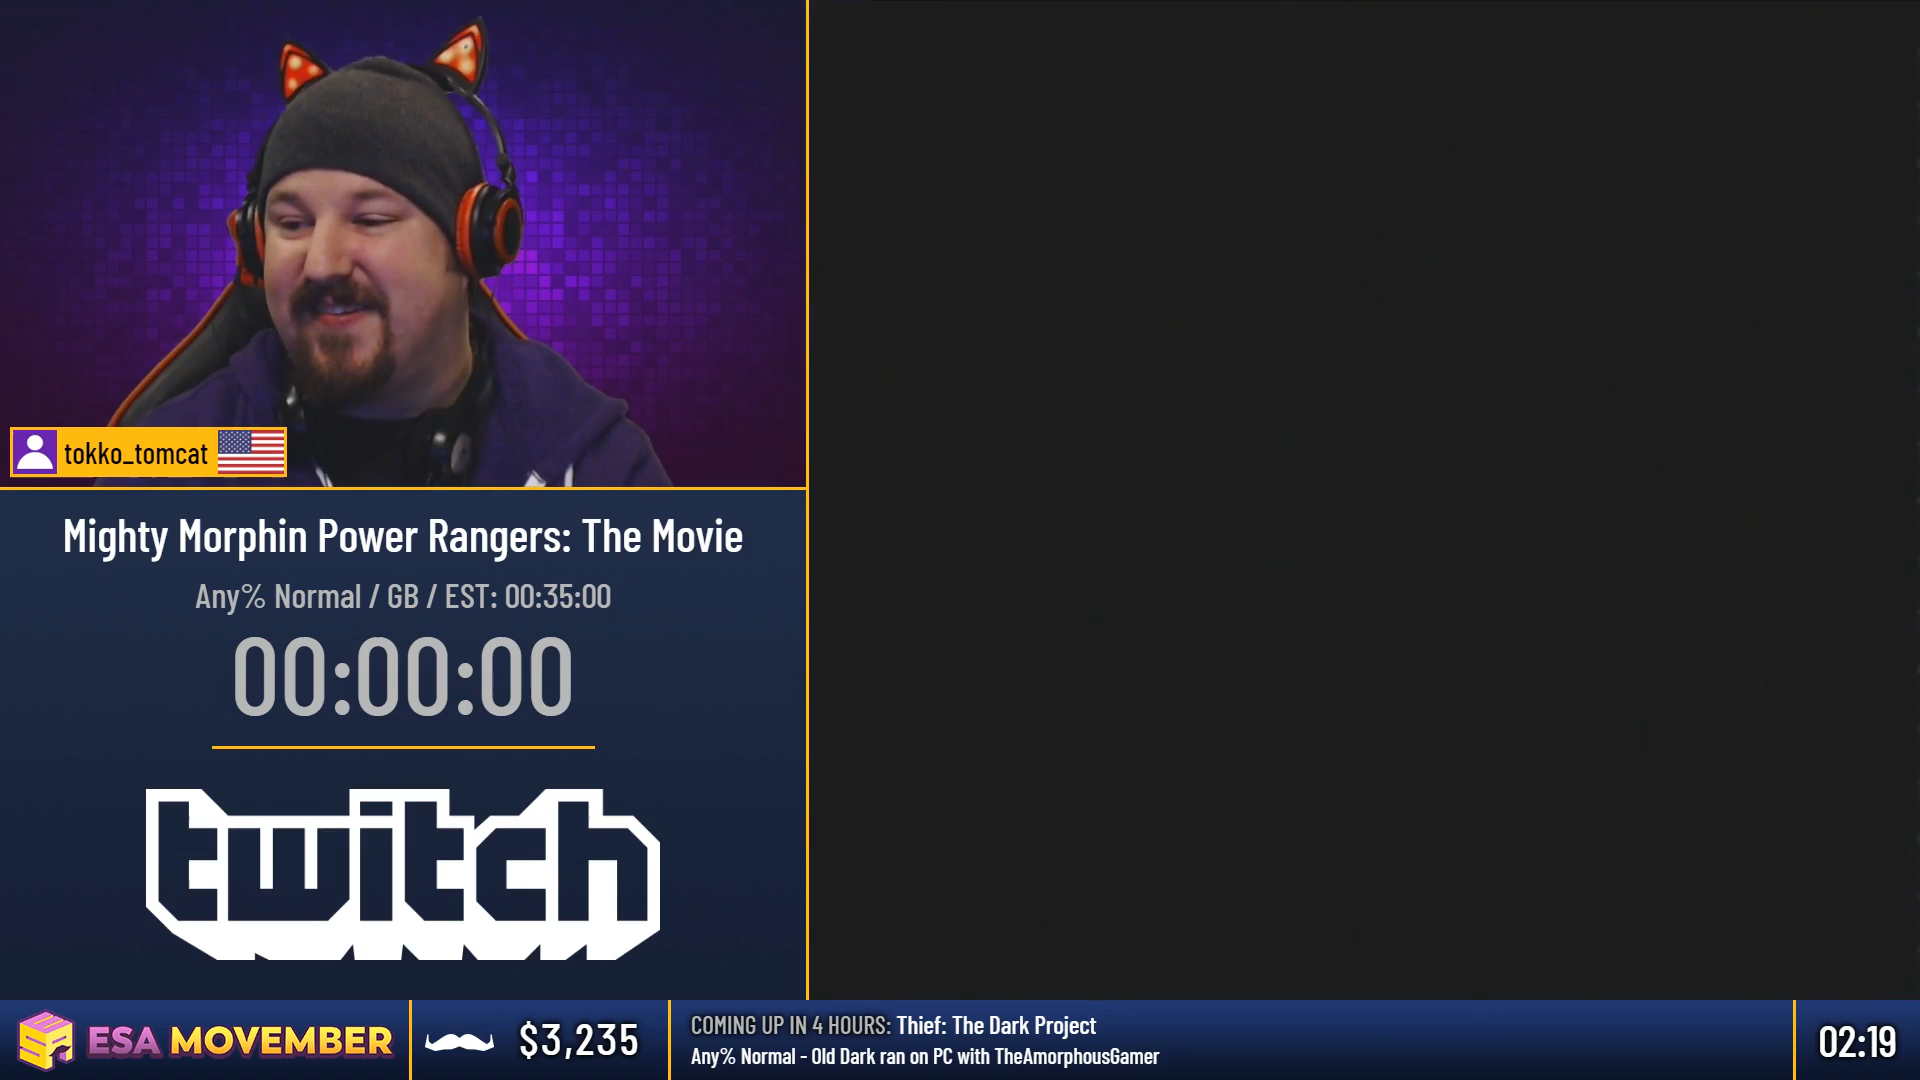 tokko_tomcat
Mighty Morphin Power Rangers: The Movie
Any% Normal / GB / EST: 00:35:00
00:00:00
twitch
ESA MOVEMBER
$3,235
COMING UP IN 4 HOURS: Thief: The Dark Project
Any% Normal - Old Dark ran on PC with TheAmorphousGamer
02:19